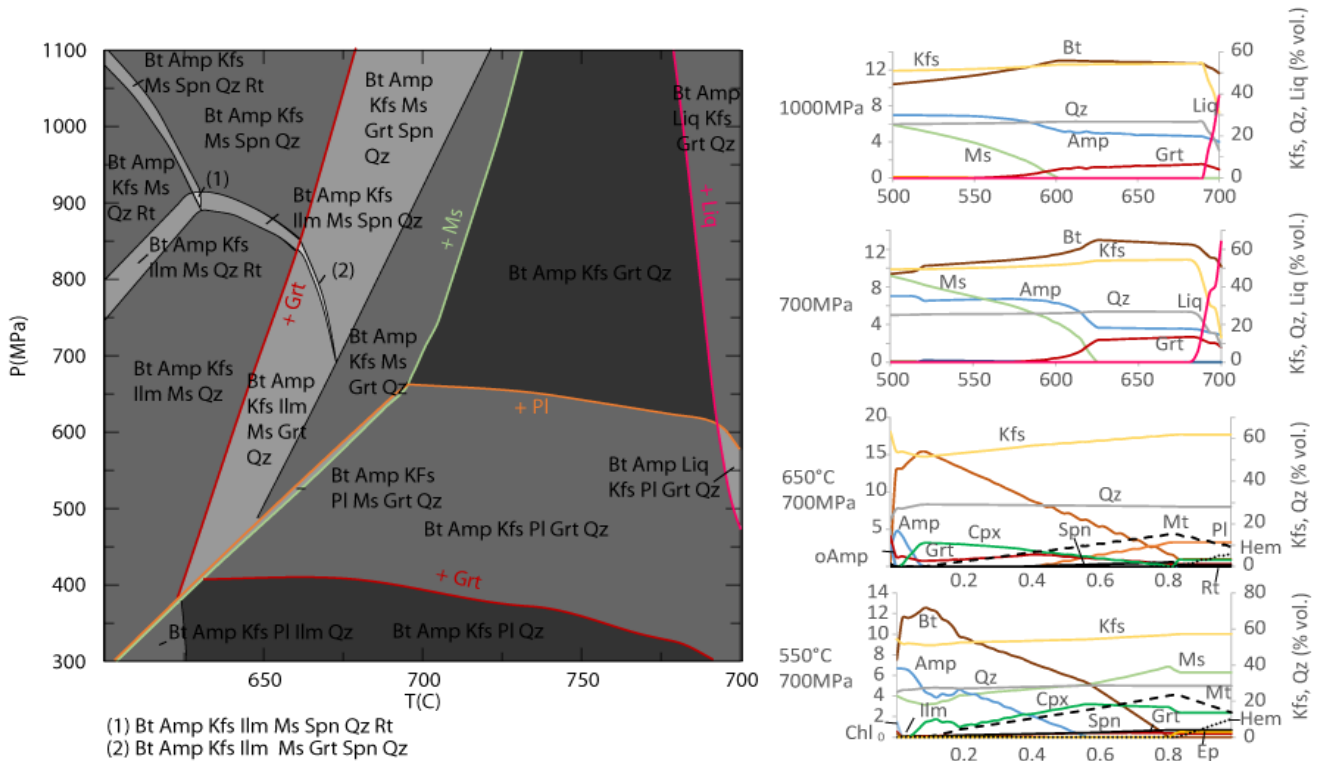 1100
1000
900
800
700
600
500
400
300
P(MPa)
650
700
750
700
T(C)
Bt Amp Kfs
Ms Spn Qz Rt
Bt Amp Kfs
Ms Spn Qz
Bt Amp
Kfs Ms
Grt Spn
Qz
Bt Amp
Liq Kfs
Grt Qz
Bt Amp
Kfs Ms
Qz Rt
(1)
Bt Amp Kfs
Ilm Ms Spn Qz
Bt Amp Kfs
Ilm Ms Qz Rt
(2)
+ Grt
+ Ms
+ Liq
Bt Amp Kfs Grt Qz
Bt Amp Kfs
Ilm Ms Qz
Bt Amp
Kfs Ilm
Ms Grt
Qz
Bt Amp
Kfs Ms
Grt Qz
+ Pl
Bt Amp KFs
Pl Ms Grt Qz
Bt Amp Liq
Kfs Pl Grt Qz
Bt Amp Kfs Pl Grt Qz
+ Grt
Bt Amp Kfs Pl Ilm Qz
Bt Amp Kfs Pl Qz
(1) Bt Amp Kfs Ilm Ms Spn Qz Rt
(2) Bt Amp Kfs Ilm Ms Grt Spn Qz
1000MPa
12
8
4
0
Kfs
Bt
Qz
Liq
Amp
Ms
Grt
60
50
40
30
20
10
0
500
550
600
650
700
Kfs, Qz, Liq (% vol.)
700MPa
12
8
4
0
Bt
Kfs
Ms
Amp
Qz
Liq
Grt
60
40
20
0
500
550
600
650
700
Kfs, Qz, Liq (% vol.)
650°C
700MPa
20
15
10
5
Kfs
Qz
Amp
oAmp
Grt
Cpx
Spn
Mt
Pl
Hem
Rt
60
40
20
0.2
0.4
0.6
0.8
Kfs, Qz (% vol.)
550°C
700MPa
14
12
10
8
6
4
2
0
Bt
Kfs
Amp
Qz
Ms
Ilm
Cpx
Mt
Chl
Spn
Grt
Hem
Ep
80
60
40
20
0
0.2
0.4
0.6
0.8
Kfs, Qz (% vol.)